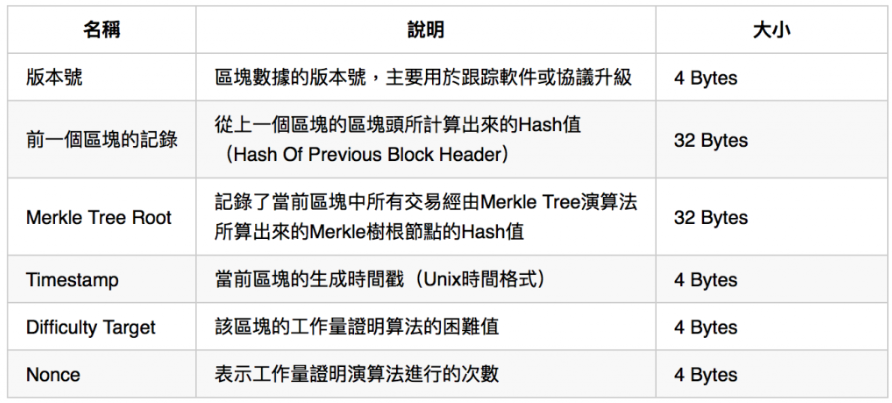 名稱 說明 大小
版本號 區塊數據的版本號，主要用於跟踪軟件或協議升級 4 Bytes
前一個區塊的記錄 從上一個區塊的區塊頭所計算出來的Hash值
（Hash Of Previous Block Header） 32 Bytes
Merkle Tree Root 記錄了當前區塊中所有交易經由Merkle Tree演算法
所算出來的Merkle樹根節點的Hash值 32 Bytes
Timestamp 當前區塊的生成時間戳（Unix時間格式） 4 Bytes
Difficulty Target 該區塊的工作量證明算法的困難值 4 Bytes
Nonce 表示工作量證明演算法進行的次數 4 Bytes